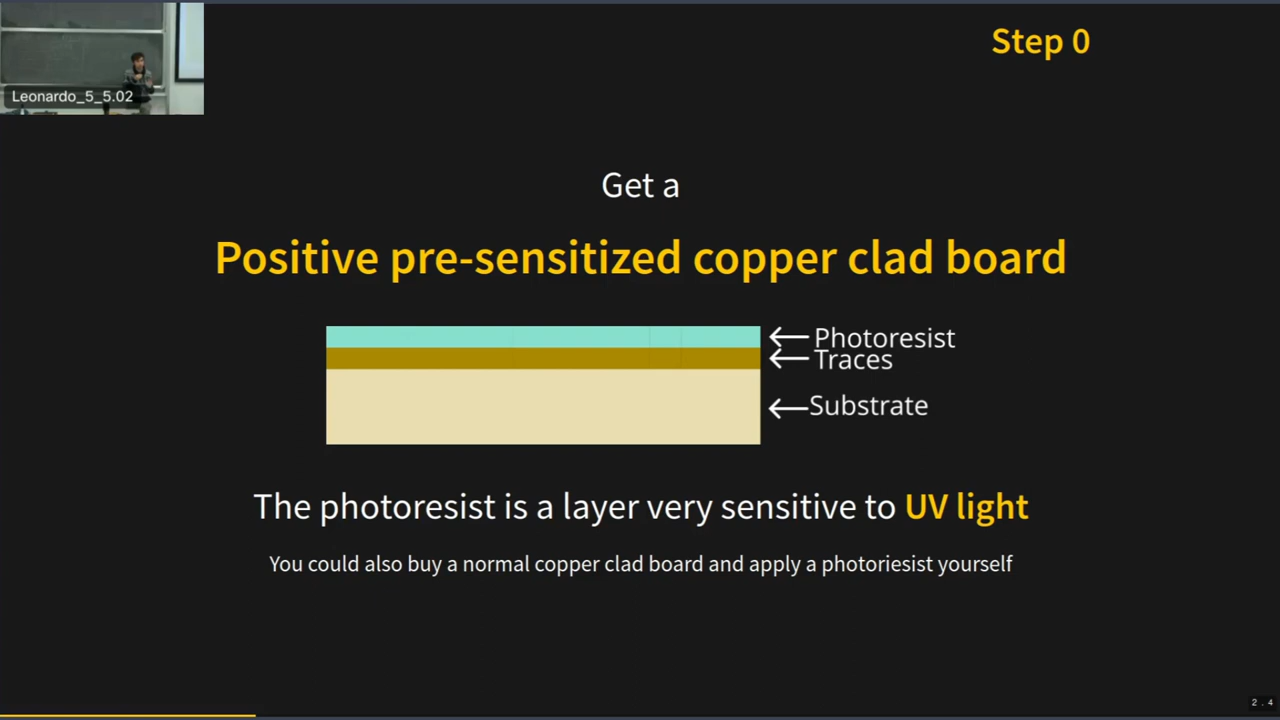 Leonardo_5_5.02
Step 0
Get a
Positive pre-sensitized copper clad board
Photoresist
Traces
Substrate
The photoresist is a layer very sensitive to UV light
You could also buy a normal copper clad board and apply a photoriesist yourself
2.4